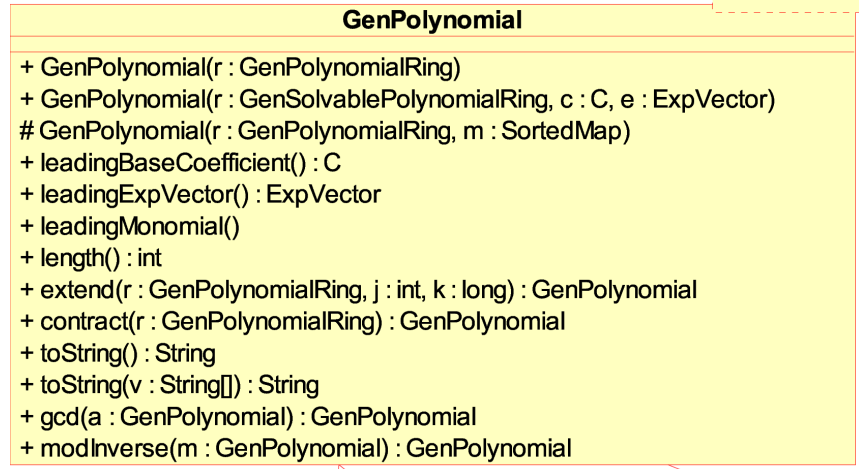 GenPolynomial
+ GenPolynomial(r : GenPolynomialRing)
+ GenPolynomial(r : GenSolvablePolynomialRing, c : C, e : ExpVector)
# GenPolynomial(r : GenPolynomialRing, m : SortedMap)
+ leadingBaseCoefficient() : C
+ leadingExpVector() : ExpVector
+ leadingMonomial()
+ length() : int
+ extend(r : GenPolynomialRing, j : int, k : long) : GenPolynomial
+ contract(r : GenPolynomialRing) : GenPolynomial
+ toString() : String
+ toString(v : String[]) : String
+ gcd(a : GenPolynomial) : GenPolynomial
+ modInverse(m : GenPolynomial) : GenPolynomial